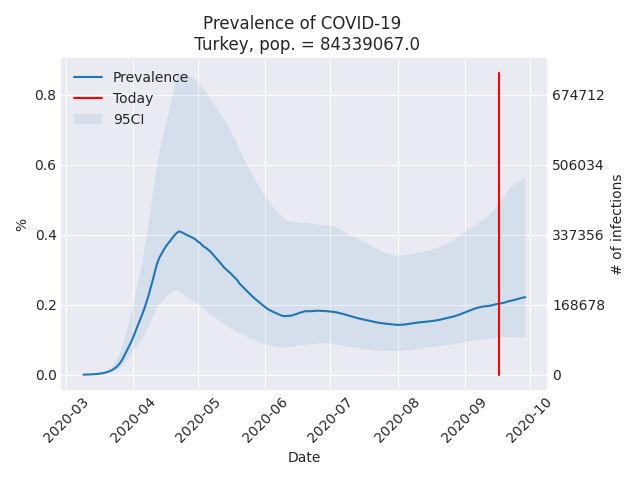 Prevalence of COVID-19
Turkey, pop. = 84339067.0
Prevalence
Today
95CI
0.8
0.6
0.4
0.2
0.0
%
674712
506034
337356
168678
0
# of infections
2020-03
2020-04
2020-05
2020-06
2020-07
2020-08
2020-09
2020-10
Date